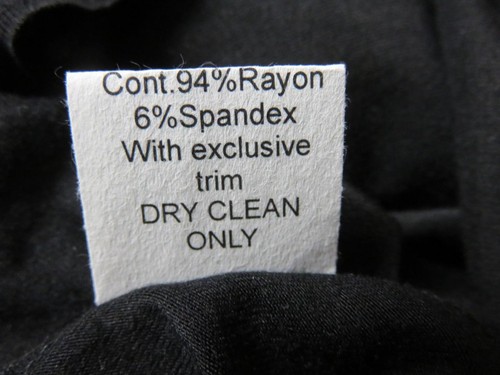 Cont.94%Rayon
6%Spandex
With exclusive
trim
DRY CLEAN
ONLY